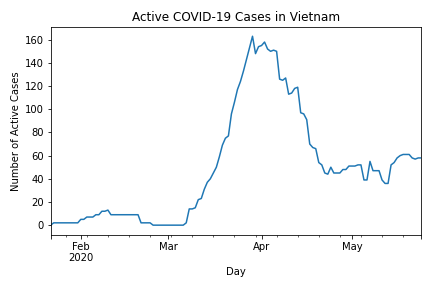 Active COVID-19 Cases in Vietnam
160
140
120
100
80
60
40
20
0
Number of Active Cases
Feb
2020
Mar
Apr
May
Day